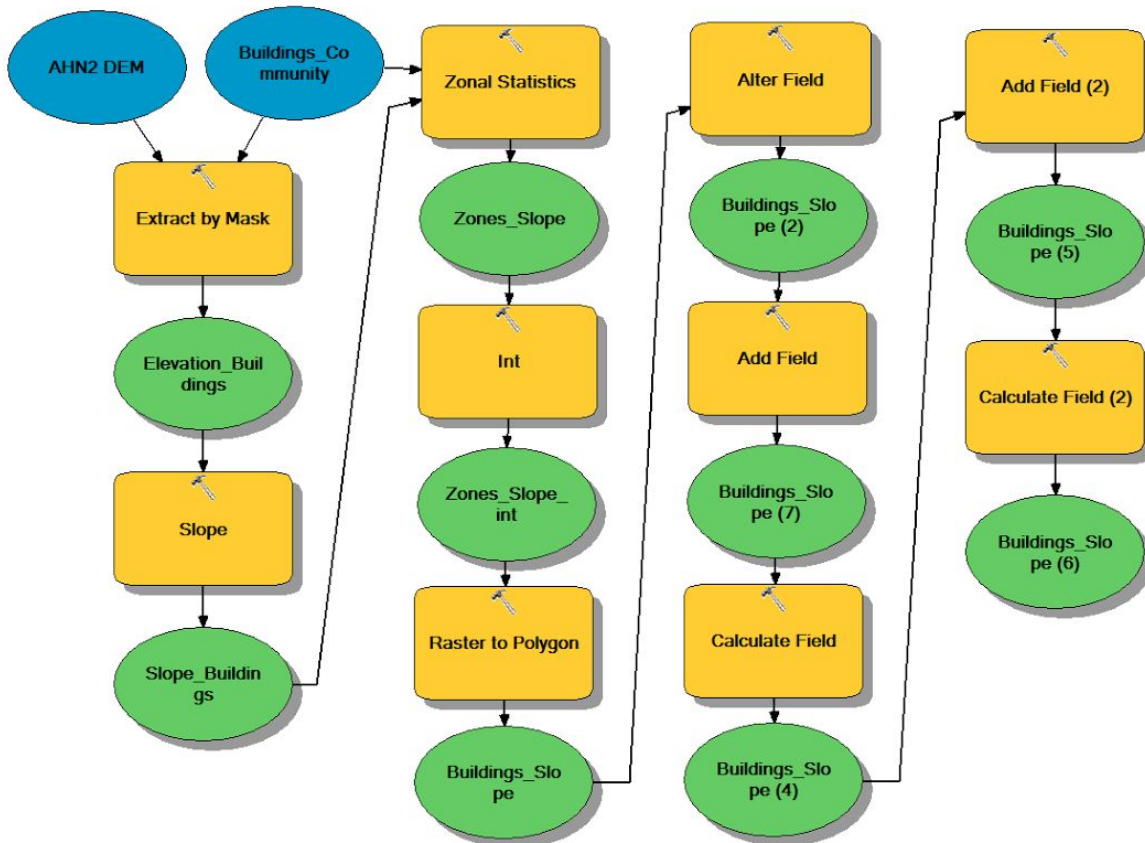 AHN2 DEM
Buildings_Co
mmunity
Extract by Mask
Elevation_Buil
dings
Slope
Slope_Buildin
gs
Zonal Statistics
Zones_Slope
Int
Zones_Slope_
int
Raster to Polygon
Buildings_Slo
pe
Alter Field
Buildings_Slo
pe (2)
Add Field
Buildings_Slo
pe (7)
Calculate Field
Buildings_Slo
pe (4)
Add Field (2)
Buildings_Slo
pe (5)
Calculate Field (2)
Buildings_Slo
pe (6)